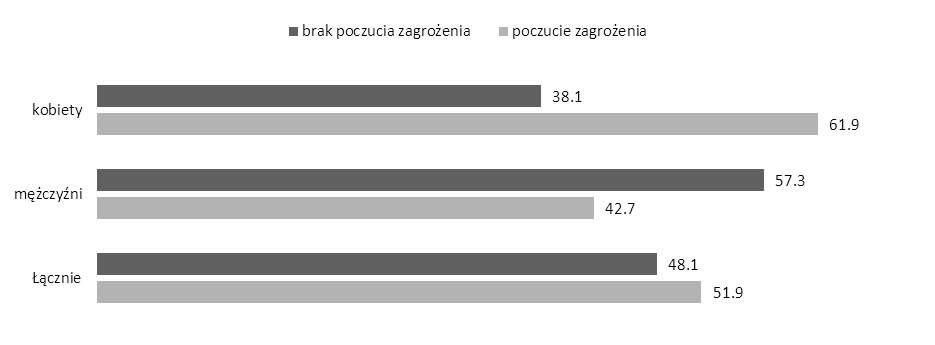 brak poczucia zagrożenia poczucie zagrożenia
kobiety
38.1
61.9
mężczyźni
57.3
42.7
Łącznie
48.1
51.9